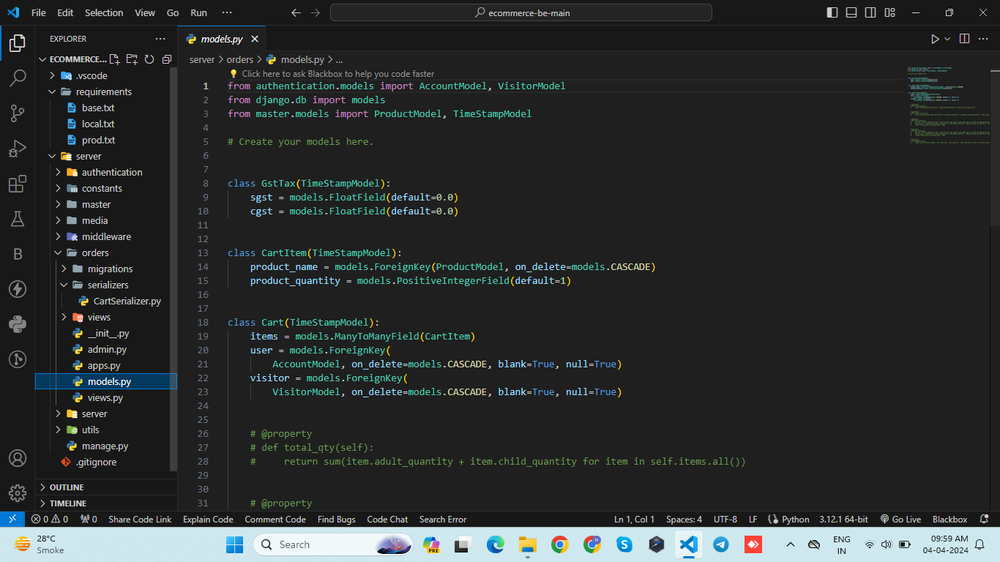 File Edit Selection View Go Run ··· ecommerce-be-main
EXPLORER ···
ECOMMERCE...
.vscode
requirements
base.txt
local.txt
prod.txt
server
authentication
constants
master
media
middleware
orders
migrations
serializers
CartSerializer.py
views
__init__.py
admin.py
apps.py
models.py
views.py
server
utils
manage.py
.gitignore
OUTLINE
TIMELINE
models.py
server > orders > models.py > ...
Click here to ask Blackbox to help you code faster
1 from authentication.models import AccountModel, VisitorModel
2 from django.db import models
3 from master.models import ProductModel, TimeStampModel
4
5 # Create your models here.
6
7
8 class GstTax(TimeStampModel):
9 sgst = models.FloatField(default=0.0)
10 cgst = models.FloatField(default=0.0)
11
12
13 class CartItem(TimeStampModel):
14 product_name = models.ForeignKey(ProductModel, on_delete=models.CASCADE)
15 product_quantity = models.PositiveIntegerField(default=1)
16
17
18 class Cart(TimeStampModel):
19 items = models.ManyToManyField(CartItem)
20 user = models.ForeignKey(
21 AccountModel, on_delete=models.CASCADE, blank=True, null=True)
22 visitor = models.ForeignKey(
23 VisitorModel, on_delete=models.CASCADE, blank=True, null=True)
24
25
26 # @property
27 # def total_qty(self):
28 #     return sum(item.adult_quantity + item.child_quantity for item in self.items.all())
29
30
31 # @property
0 0 0 Share Code Link Explain Code Comment Code Find Bugs Code Chat Search Error Ln 1, Col 1 Spaces: 4 UTF-8 LF Python 3.12.1 64-bit Go Live Blackbox
28°C
Smoke
Search
PRE
ENG
IN
09:59 AM
04-04-2024